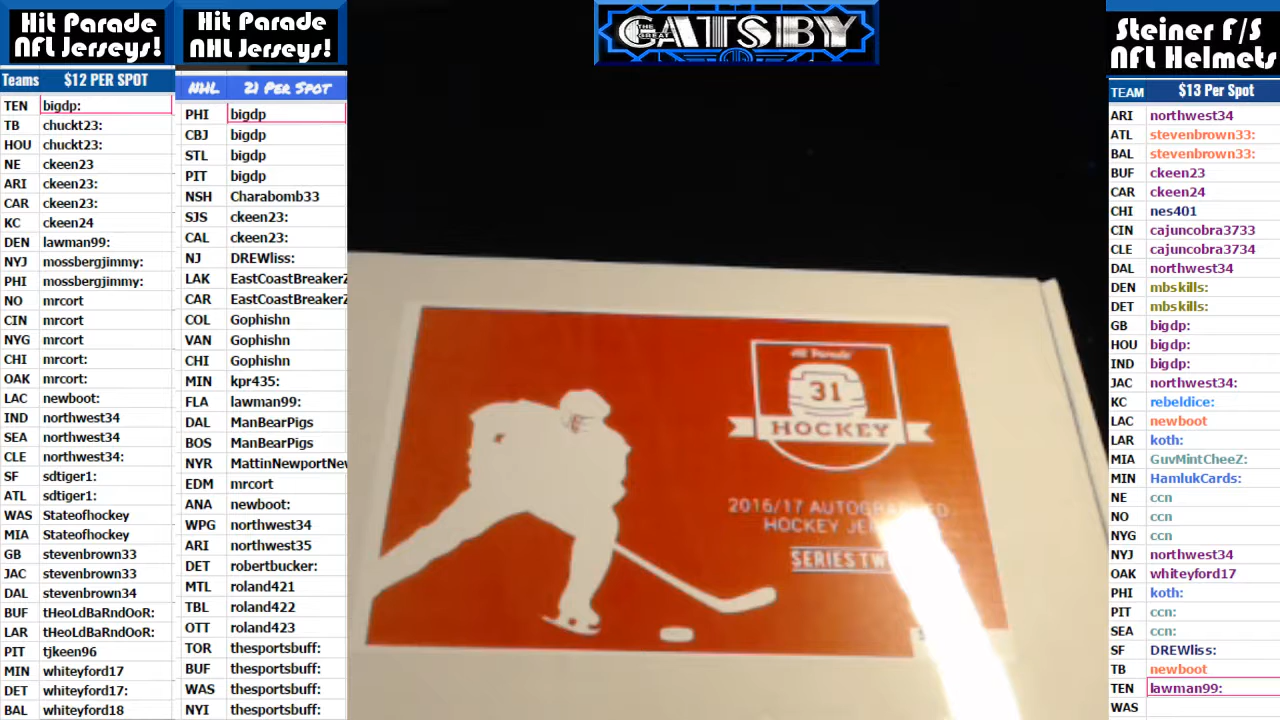 Hit Parade
NFL Jerseys!
Teams $12 PER SPOT
TEN bigdp:
TB chuckt23:
HOU chuckt23:
NE ckeen23
ARI ckeen23:
CAR ckeen23:
KC ckeen24
DEN lawman99:
NYJ mossbergjimmy:
PHI mossbergjimmy:
NO mrcort
CIN mrcort
NYG mrcort
CHI mrcort:
OAK mrcort:
LAC newboot:
IND northwest34
SEA northwest34
CLE northwest34:
SF sdtiger1:
ATL sdtiger1:
WAS Stateofhockey
MIA Stateofhockey
GB stevenbrown33
JAC stevenbrown33
DAL stevenbrown34
BUF tHeoLdBaRndOoR:
LAR tHeoLdBaRndOoR:
PIT tjkeen96
MIN whiteyford17
DET whiteyford17:
BAL whiteyford18
Hit Parade
NHL Jerseys!
NHL 21 PER SPOT
PHI bigdp
CBJ bigdp
STL bigdp
PIT bigdp
NSH Charabomb33
SJS ckeen23:
CAL ckeen23:
NJ DREWliss:
LAK EastCoastBreakerZ
CAR EastCoastBreakerZ
COL Gophishn
VAN Gophishn
CHI Gophishn
MIN kpr435:
FLA lawman99:
DAL ManBearPigs
BOS ManBearPigs
NYR MattinNewportNew
EDM mrcort
ANA newboot:
WPG northwest34
ARI northwest35
DET robertbucker:
MTL roland421
TBL roland422
OTT roland423
TOR thesportsbuff:
BUF thesportsbuff:
WAS thesportsbuff:
NYI thesportsbuff:
THE GREAT
GATSBY
Hit Parade
31
HOCKEY
2016/17 AUTOGRAPHED
HOCKEY
SERIES TW
Steiner F/S
NFL Helmets
TEAM $13 Per Spot
ARI northwest34
ATL stevenbrown33:
BAL stevenbrown33:
BUF ckeen23
CAR ckeen24
CHI nes401
CIN cajuncobra3733
CLE cajuncobra3734
DAL northwest34
DEN mbskills:
DET mbskills:
GB bigdp:
HOU bigdp:
IND bigdp:
JAC northwest34:
KC rebeldice:
LAC newboot
LAR koth:
MIA GuvMintCheeZ:
MIN HamlukCards:
NE ccn
NO ccn
NYG ccn
NYJ northwest34
OAK whiteyford17
PHI koth:
PIT ccn:
SEA ccn:
SF DREWliss:
TB newboot
TEN lawman99:
WAS